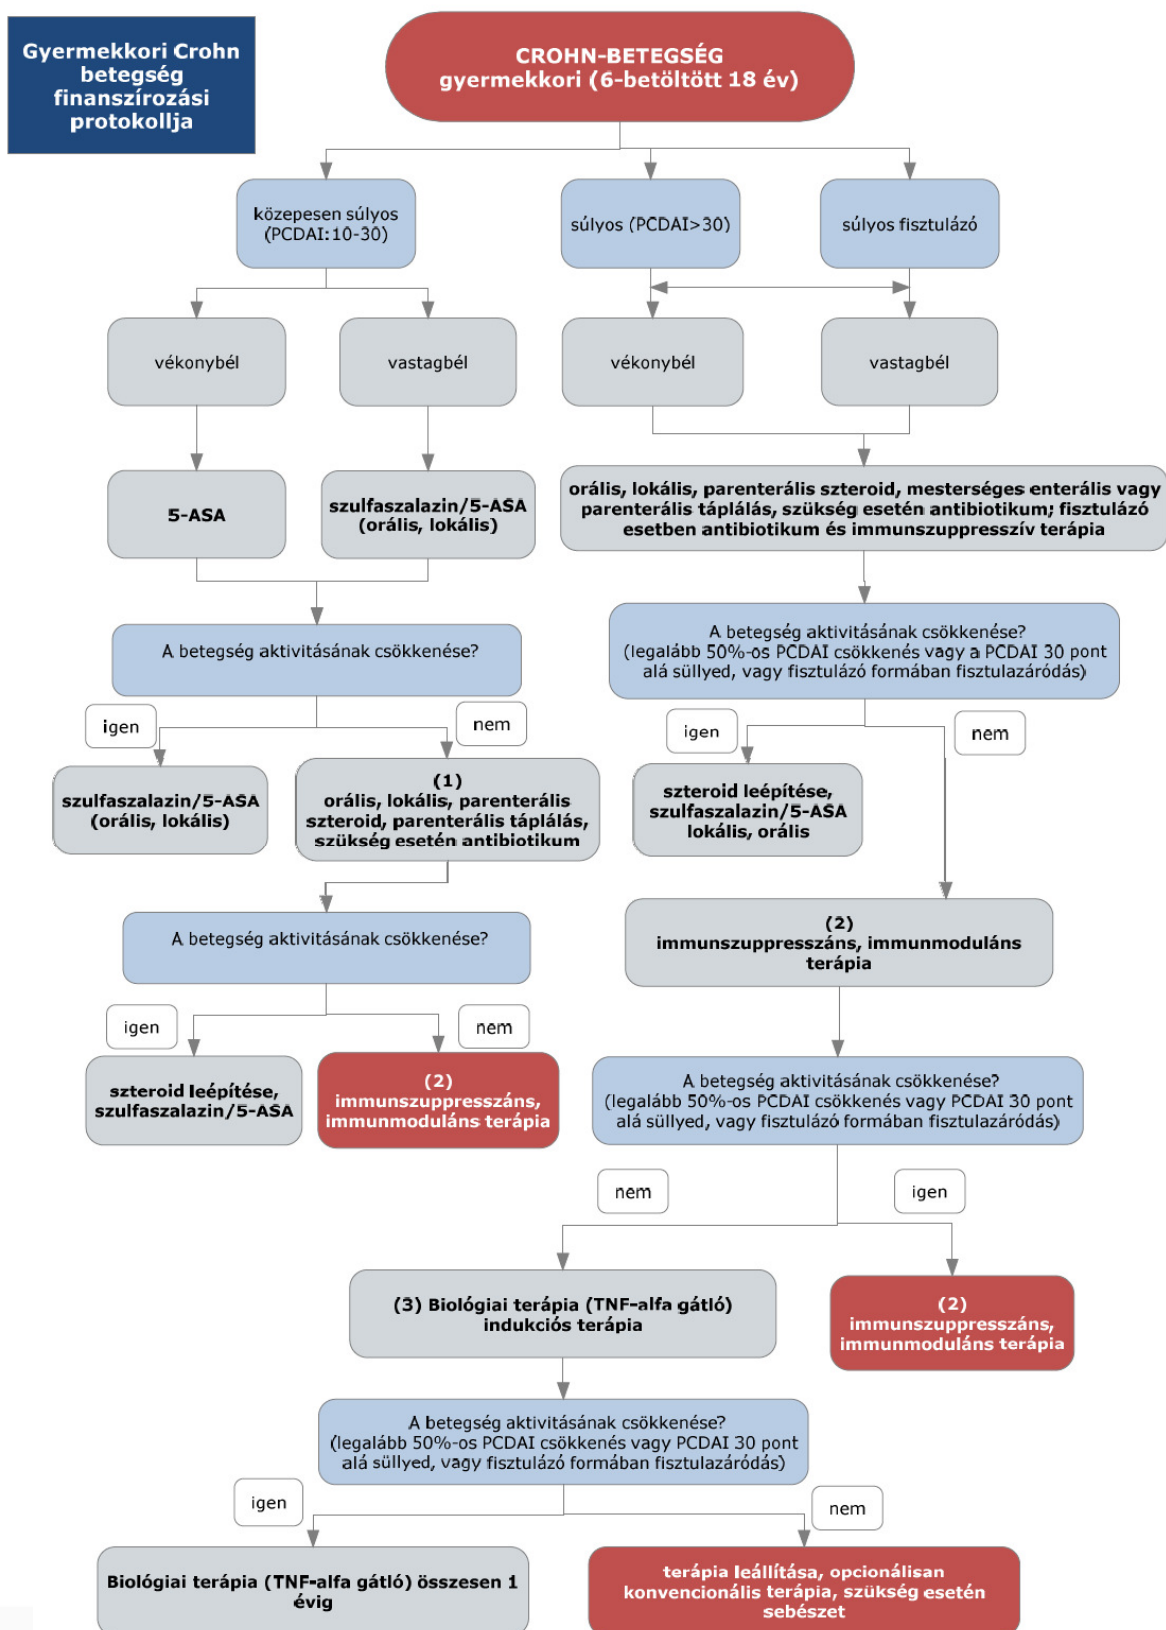 Gyermekkori Crohn
betegség
finanszírozási
protokollja
CROHN-BETEGSÉG
gyermekkori (6-betöltött 18 év)
közepesen súlyos
(PCDAI:10-30)
súlyos (PCDAI>30)
súlyos fisztulázó
vékonybél
vastagbél
vékonybél
vastagbél
5-ASA
szulfaszalazin/5-ASA
(orális, lokális)
orális, lokális, parenterális szteroid, mesterséges enterális vagy
parenterális táplálás, szükség esetén antibiotikum; fisztulázó
esetben antibiotikum és immunszuppresszív terápia
A betegség aktivitásának csökkenése?
A betegség aktivitásának csökkenése?
(legalább 50%-os PCDAI csökkenés vagy a PCDAI 30 pont
alá süllyed, vagy fisztulázó formában fisztulazáródás)
igen
nem
igen
nem
szulfaszalazin/5-ASA
(orális, lokális)
(1)
orális, lokális, parenterális
szteroid, parenterális táplálás,
szükség esetén antibiotikum
szteroid leépítése,
szulfaszalazin/5-ASA
lokális, orális
A betegség aktivitásának csökkenése?
(2)
immunszuppresszáns, immunmoduláns
terápia
igen
nem
szteroid leépítése,
szulfaszalazin/5-ASA
(2)
immunszuppresszáns,
immunmoduláns terápia
A betegség aktivitásának csökkenése?
(legalább 50%-os PCDAI csökkenés vagy PCDAI 30 pont
alá süllyed, vagy fisztulázó formában fisztulazáródás)
nem
igen
(3) Biológiai terápia (TNF-alfa gátló)
indukciós terápia
(2)
immunszuppresszáns,
immunmoduláns terápia
A betegség aktivitásának csökkenése?
(legalább 50%-os PCDAI csökkenés vagy PCDAI 30 pont
alá süllyed, vagy fisztulázó formában fisztulazáródás)
igen
nem
Biológiai terápia (TNF-alfa gátló) összesen 1
évig
terápia leállítása, opcionálisan
konvencionális terápia, szükség esetén
sebészet